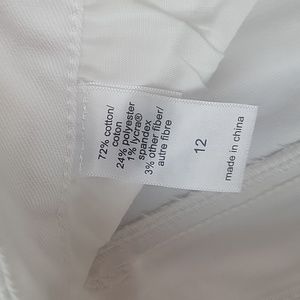 72% cotton/
coton
24% polyester
1% lycra®
spandex
3% other fiber/
autre fibre
12
made in china